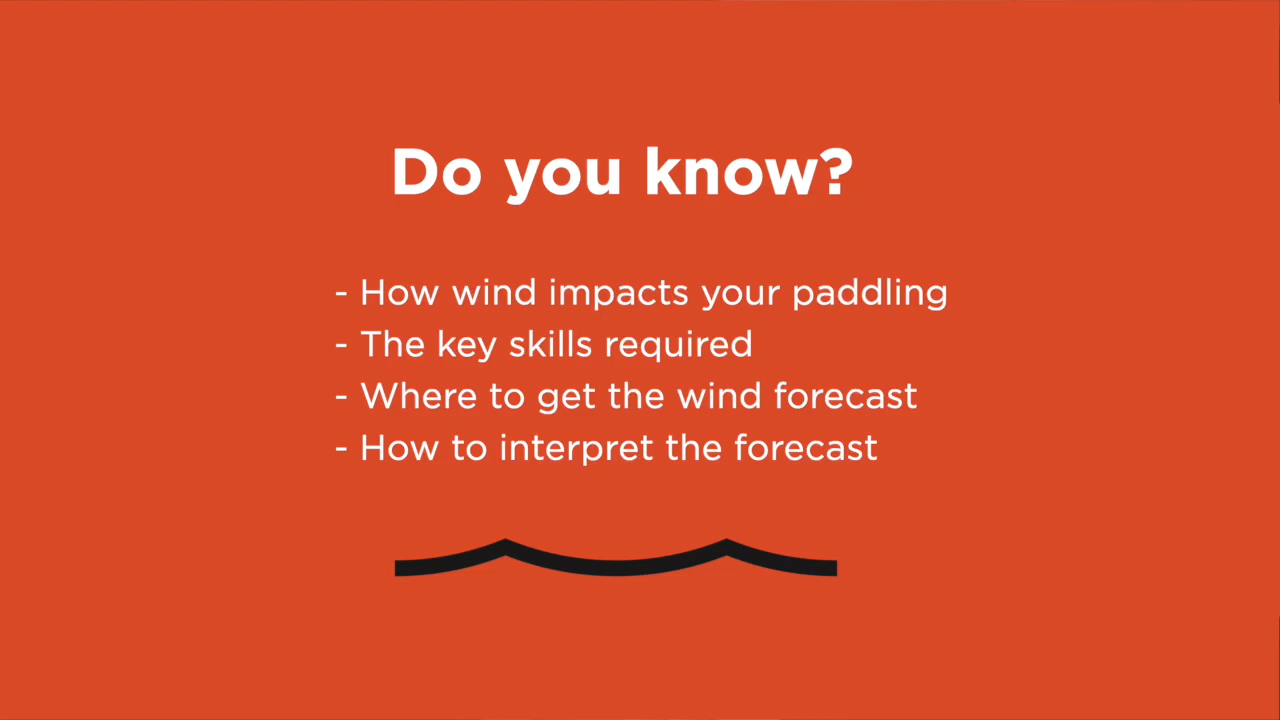 Do you know?
- How wind impacts your paddling
- The key skills required
- Where to get the wind forecast
- How to interpret the forecast